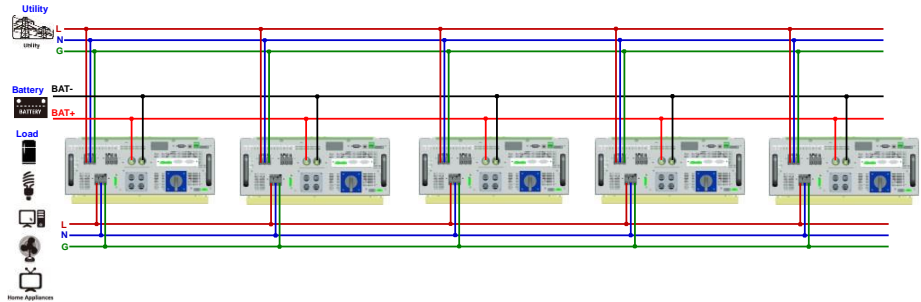 Utility
L
N
G
Utility
Battery
BAT-
BATTERY
BAT+
Load
L
N
G
Home Appliances